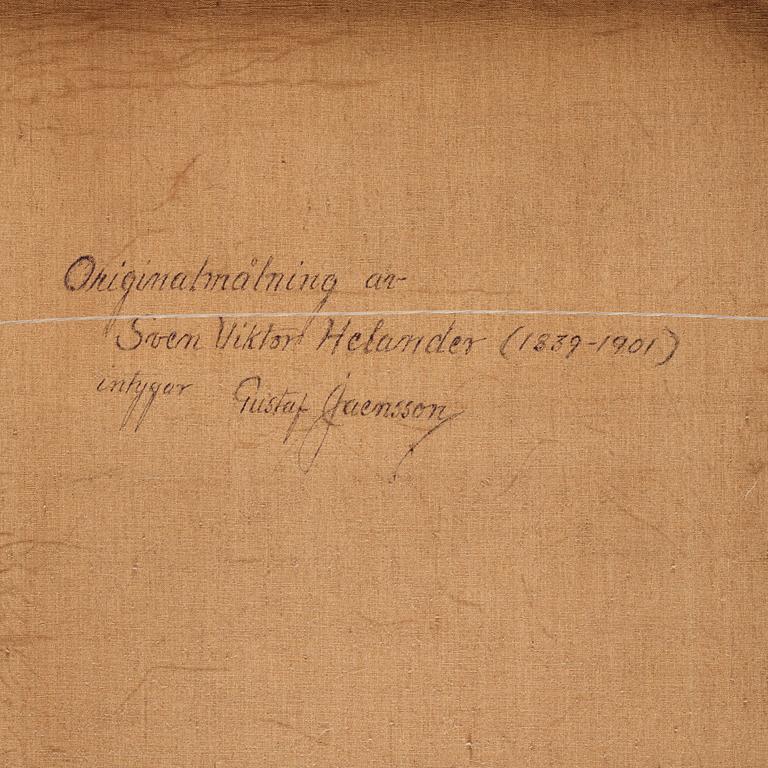 Originalmålning av
Sven Viktor Helander (1839-1901)
intygar Gustaf Jaensson